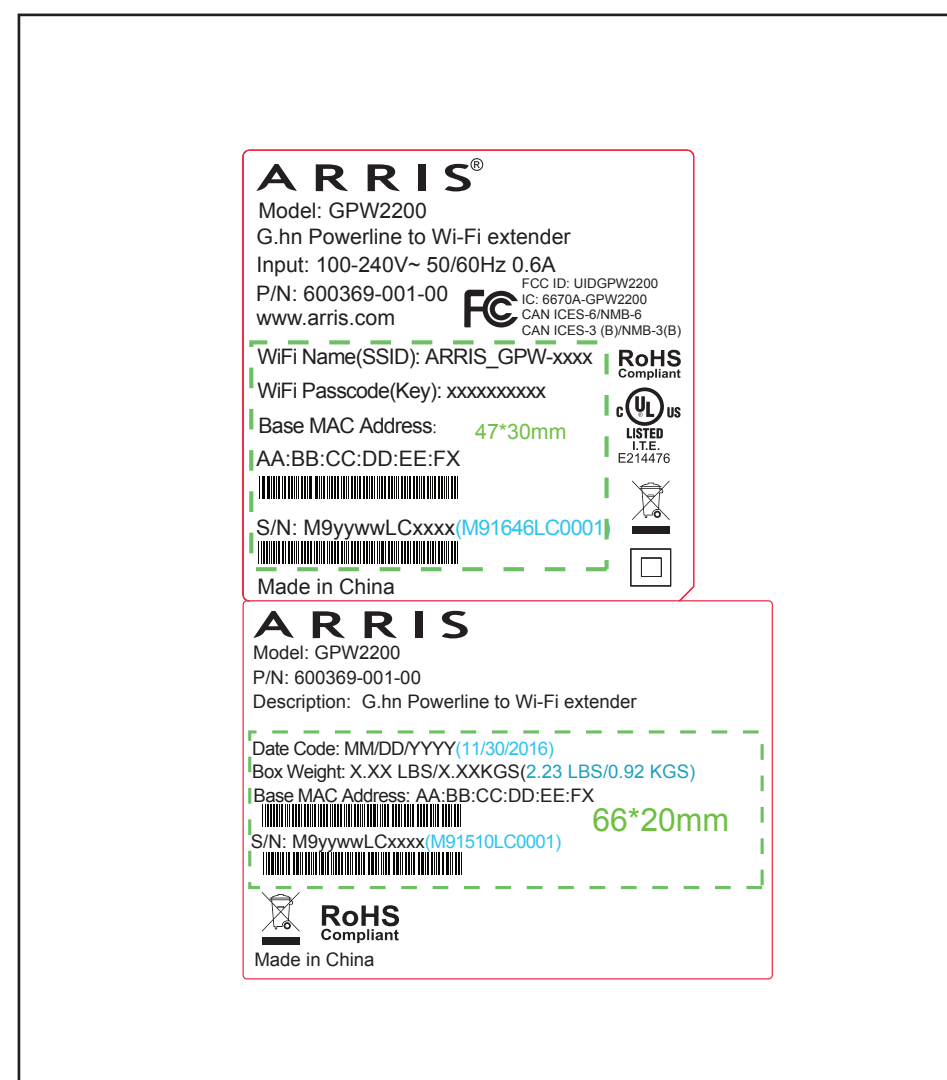 ARRIS®
Model: GPW2200
G.hn Powerline to Wi-Fi extender
Input: 100-240V~ 50/60Hz 0.6A
P/N: 600369-001-00
www.arris.com
FC
FCC ID: UIDGPW2200
IC: 6670A-GPW2200
CAN ICES-6/NMB-6
CAN ICES-3 (B)/NMB-3(B)
WiFi Name(SSID): ARRIS_GPW-xxxx
WiFi Passcode(Key): xxxxxxxxxx
Base MAC Address:
47*30mm
AA:BB:CC:DD:EE:FX
S/N: M9yywwLCxxxx(M91646LC0001)
Made in China
RoHS
Compliant
C UL® US
LISTED
I.T.E.
E214476
ARRIS
Model: GPW2200
P/N: 600369-001-00
Description: G.hn Powerline to Wi-Fi extender
Date Code: MM/DD/YYYY(11/30/2016)
Box Weight: X.XX LBS/X.XXKGS(2.23 LBS/0.92 KGS)
Base MAC Address: AA:BB:CC:DD:EE:FX
66*20mm
S/N: M9yywwLCxxxx(M91510LC0001)
RoHS
Compliant
Made in China